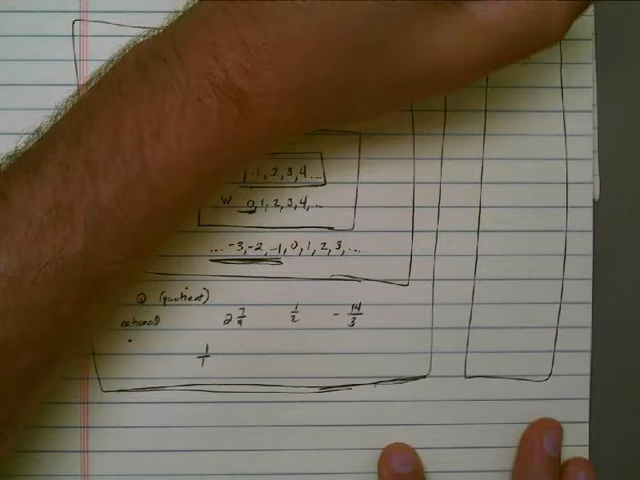 1, 2, 3, 4...
W 0, 1, 2, 3, 4, ...
... -3, -2, -1, 0, 1, 2, 3, ...
Q (quotient)
rational 2 7/9 1/2 - 14/3
1/1